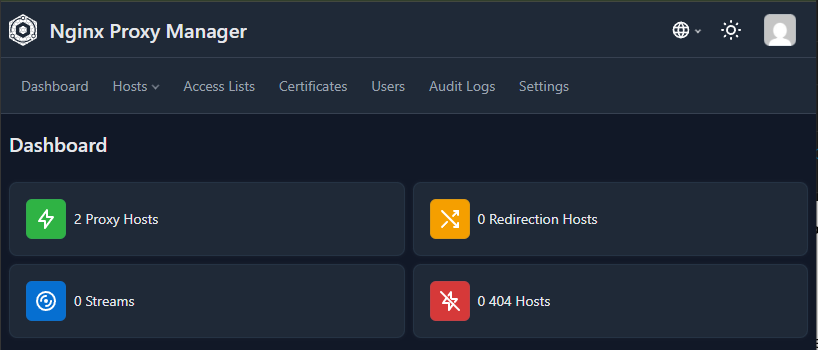 Nginx Proxy Manager
Dashboard Hosts Access Lists Certificates Users Audit Logs Settings
Dashboard
2 Proxy Hosts
0 Redirection Hosts
0 Streams
0 404 Hosts